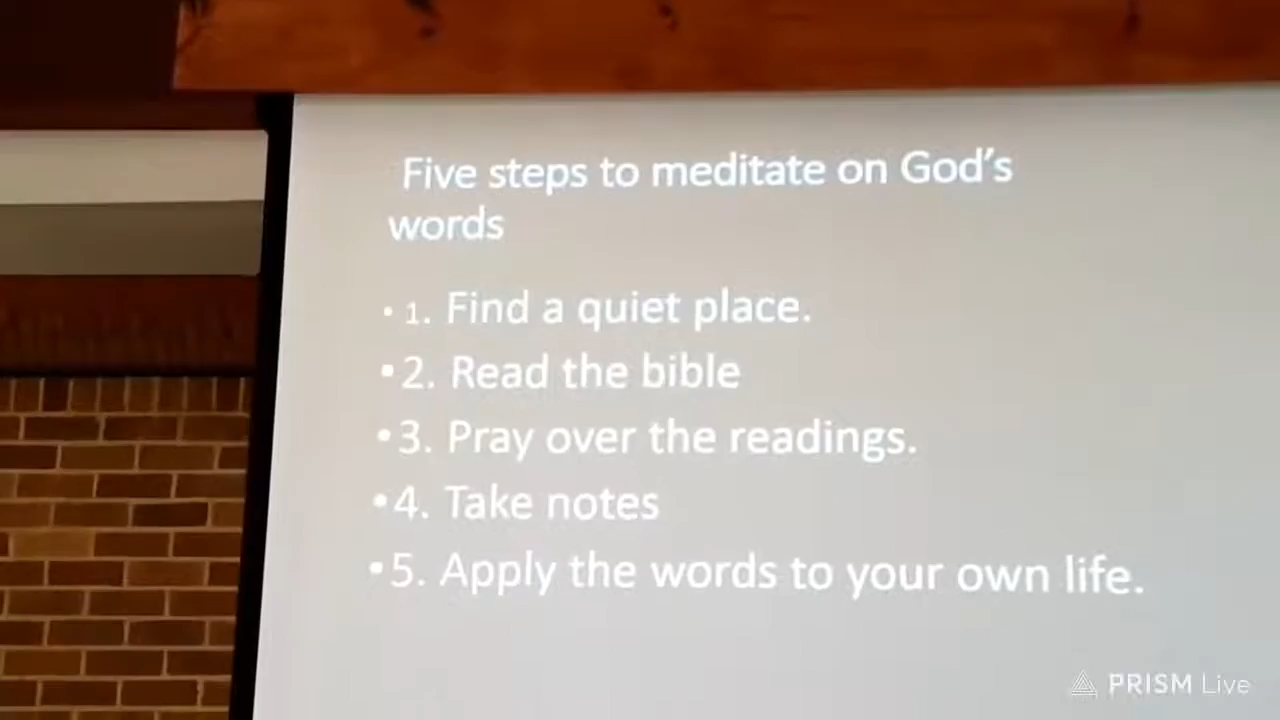 Five steps to meditate on God's
words
• 1. Find a quiet place.
• 2. Read the bible
• 3. Pray over the readings.
• 4. Take notes
• 5. Apply the words to your own life.
PRISM Live